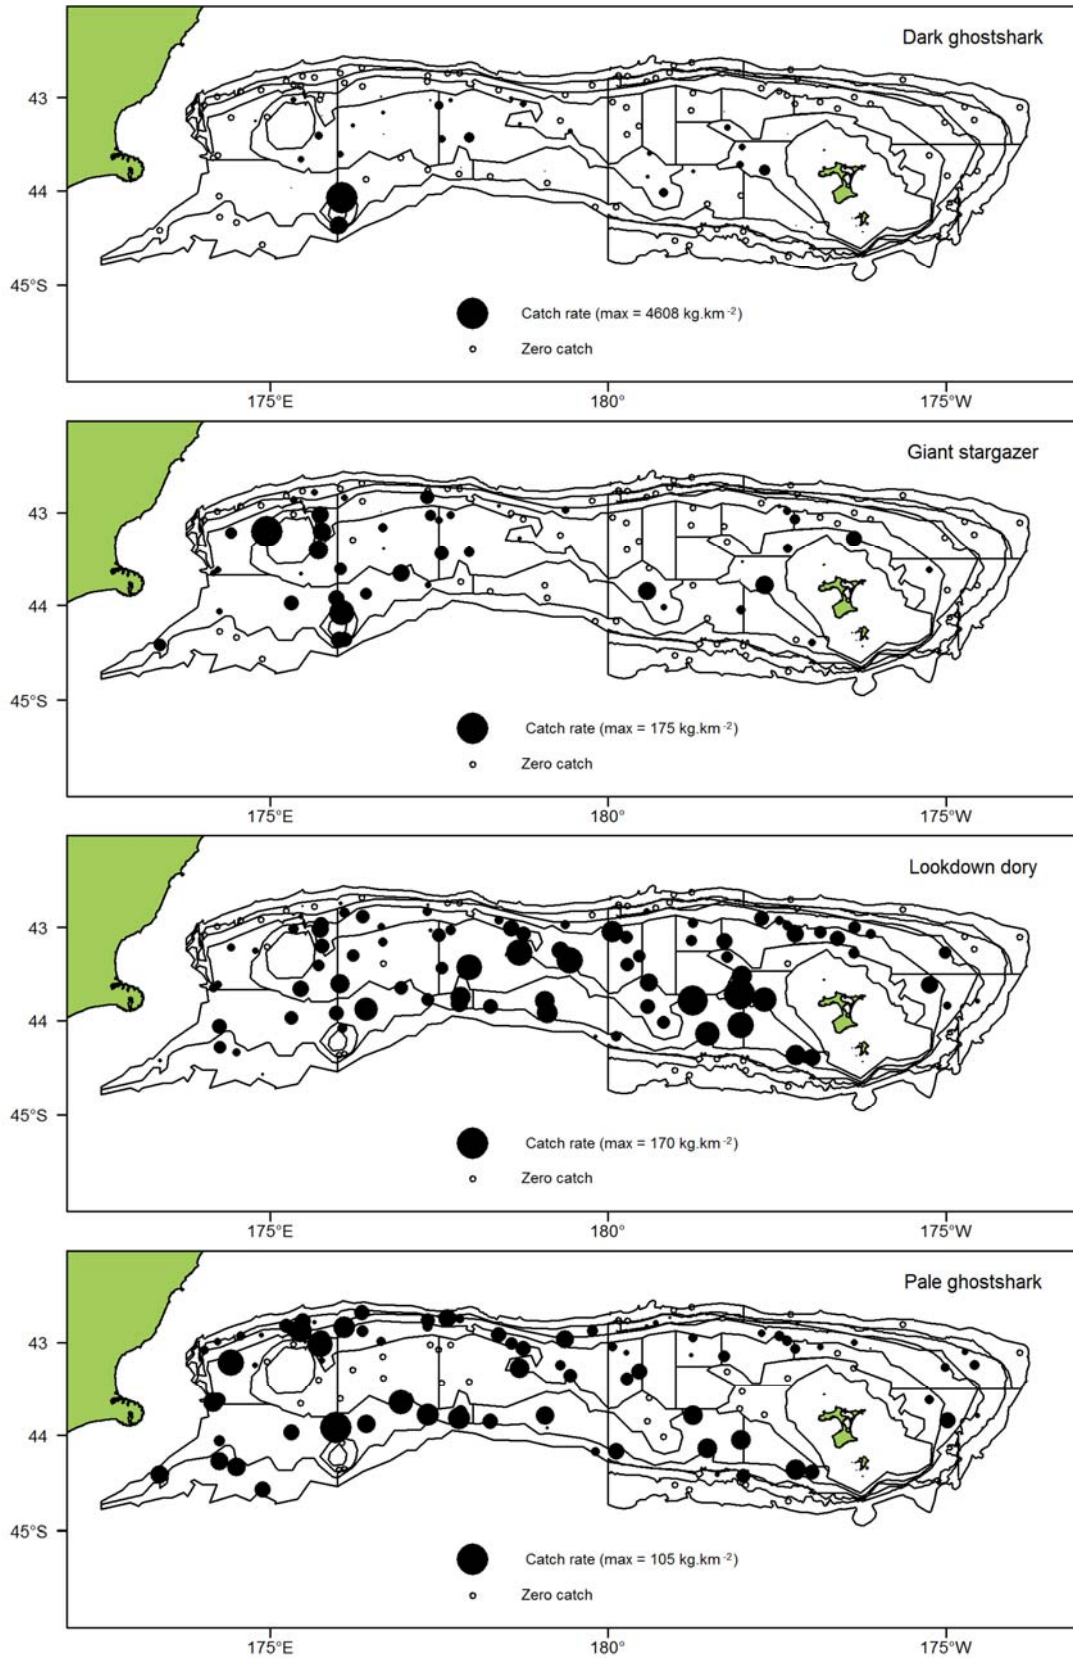 Dark ghostshark
43
44
45°S
Catch rate (max = 4608 kg.km⁻²)
Zero catch
175°E 180° 175°W
Giant stargazer
43
44
45°S
Catch rate (max = 175 kg.km⁻²)
Zero catch
175°E 180° 175°W
Lookdown dory
43
44
45°S
Catch rate (max = 170 kg.km⁻²)
Zero catch
175°E 180° 175°W
Pale ghostshark
43
44
45°S
Catch rate (max = 105 kg.km⁻²)
Zero catch
175°E 180° 175°W